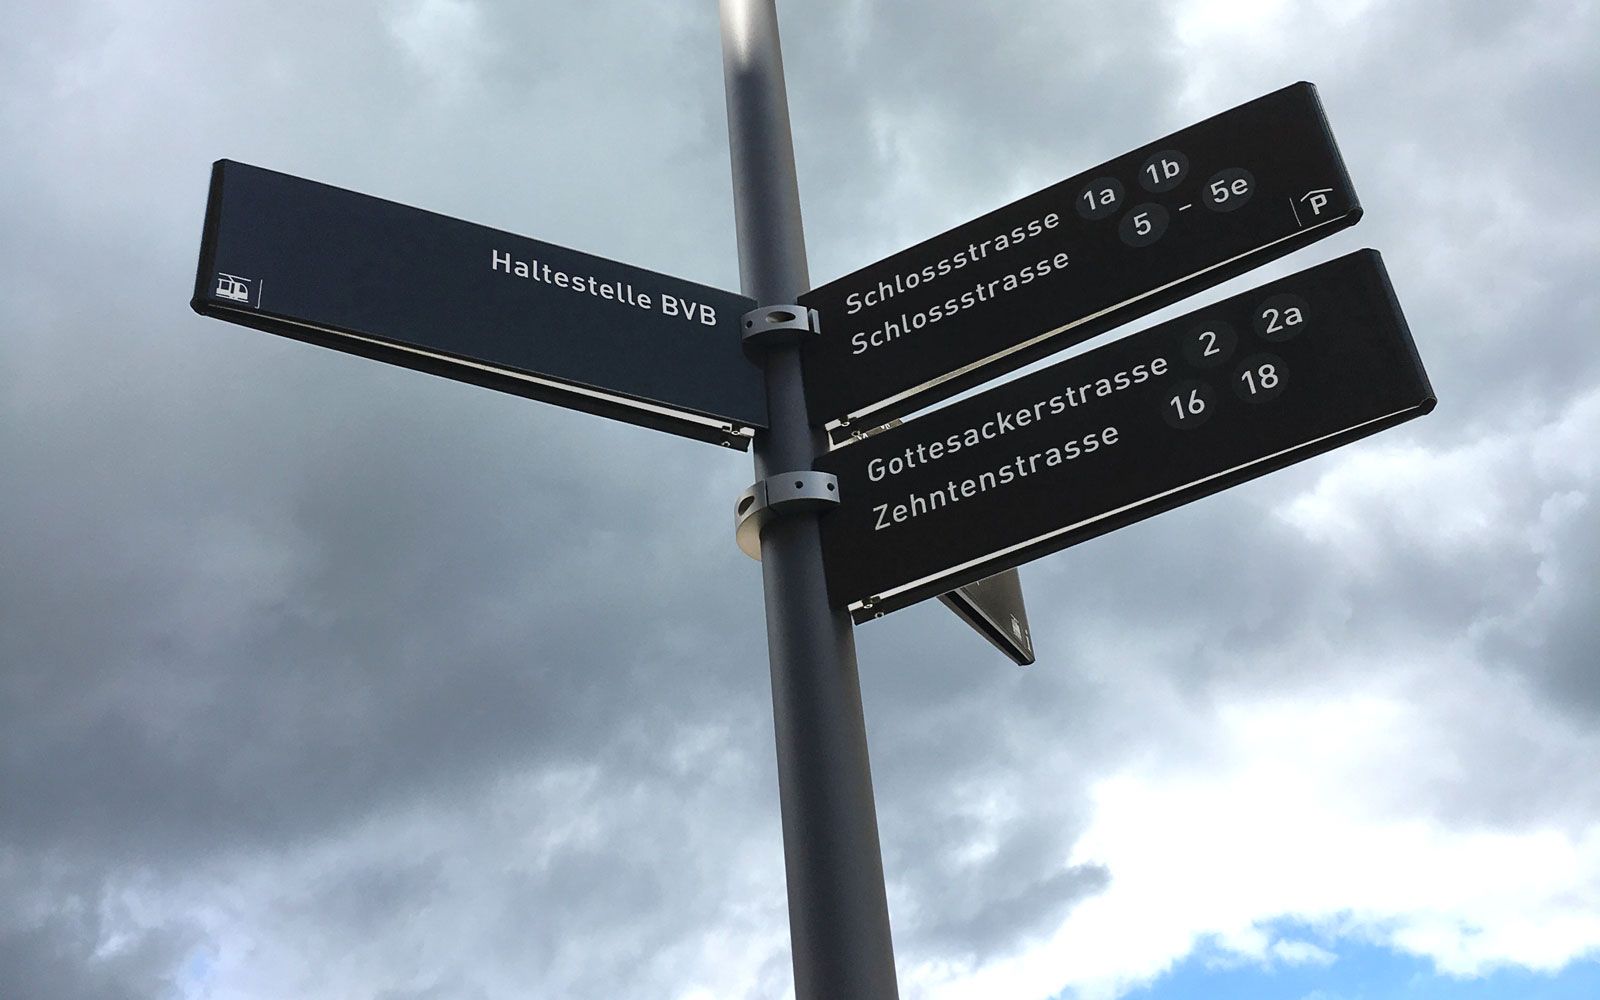 Haltestelle BVB
Schlossstrasse 1a 1b
Schlossstrasse 5 - 5e
P
Gottesackerstrasse 2 2a
Zehntenstrasse 16 18